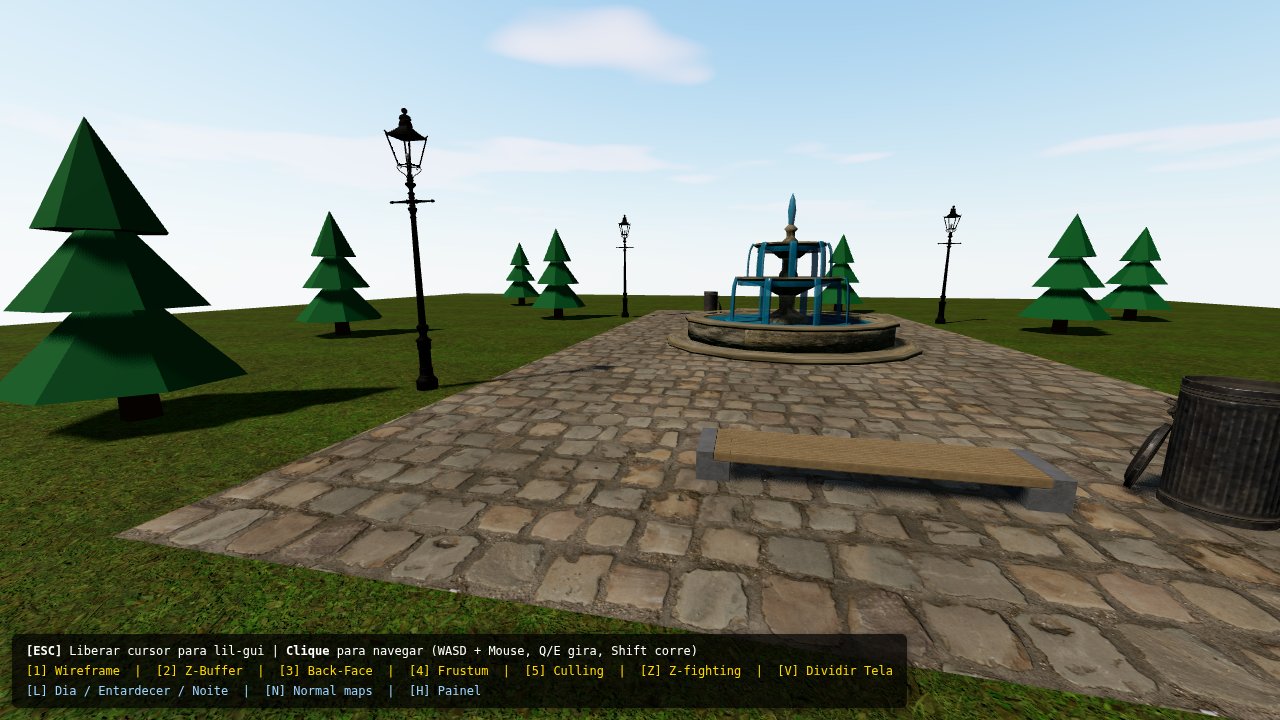 [ESC] Liberar cursor para lil-gui | Clique para navegar (WASD + Mouse, Q/E gira, Shift corre)
[1] Wireframe | [2] Z-Buffer | [3] Back-Face | [4] Frustum | [5] Culling | [Z] Z-fighting | [V] Dividir Tela
[L] Dia / Entardecer / Noite | [N] Normal maps | [H] Painel